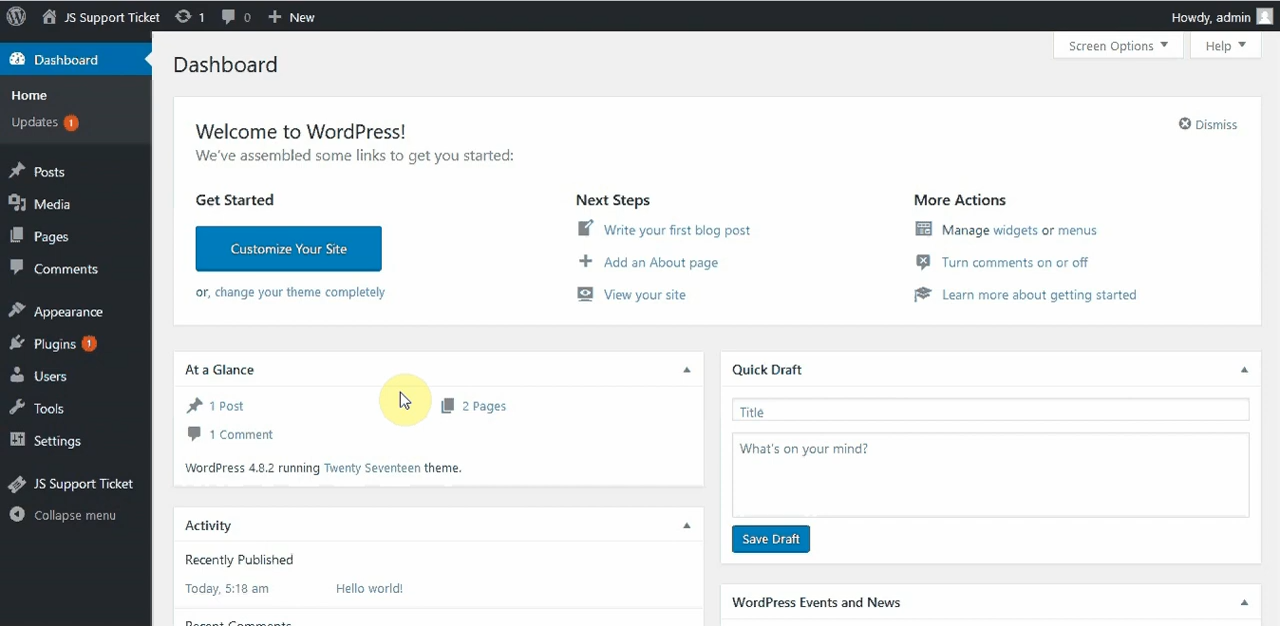 JS Support Ticket 1 0 New Howdy, admin
Dashboard
Home
Updates 1
Posts
Media
Pages
Comments
Appearance
Plugins 1
Users
Tools
Settings
JS Support Ticket
Collapse menu
Screen Options Help
Dashboard
Welcome to WordPress!
We've assembled some links to get you started:
Dismiss
Get Started
Customize Your Site
or, change your theme completely
Next Steps
Write your first blog post
Add an About page
View your site
More Actions
Manage widgets or menus
Turn comments on or off
Learn more about getting started
At a Glance
1 Post 2 Pages
1 Comment
WordPress 4.8.2 running Twenty Seventeen theme.
Activity
Recently Published
Today, 5:18 am Hello world!
Recent Comments
Quick Draft
Title
What's on your mind?
Save Draft
WordPress Events and News